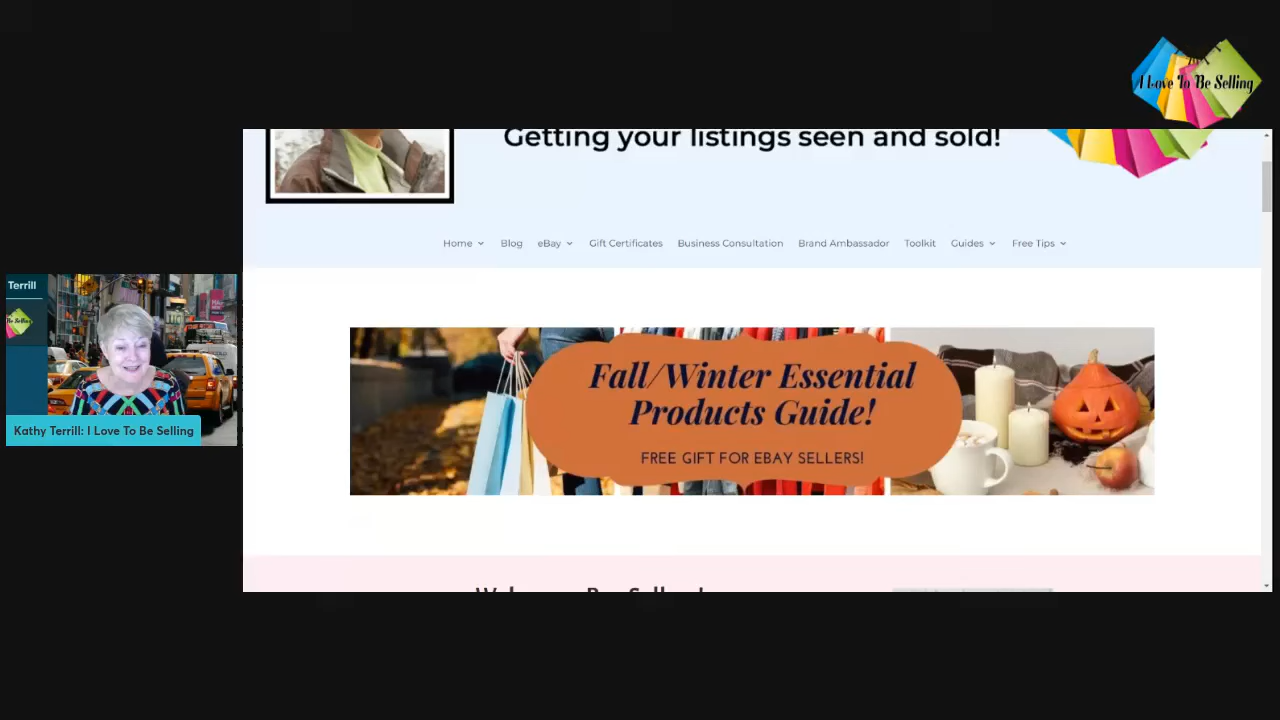 I Love To Be Selling
Getting your listings seen and sold!
Home
Blog
eBay
Gift Certificates
Business Consultation
Brand Ambassador
Toolkit
Guides
Free Tips
Terrill
Be Selling
Kathy Terrill: I Love To Be Selling
Fall/Winter Essential
Products Guide!
FREE GIFT FOR EBAY SELLERS!